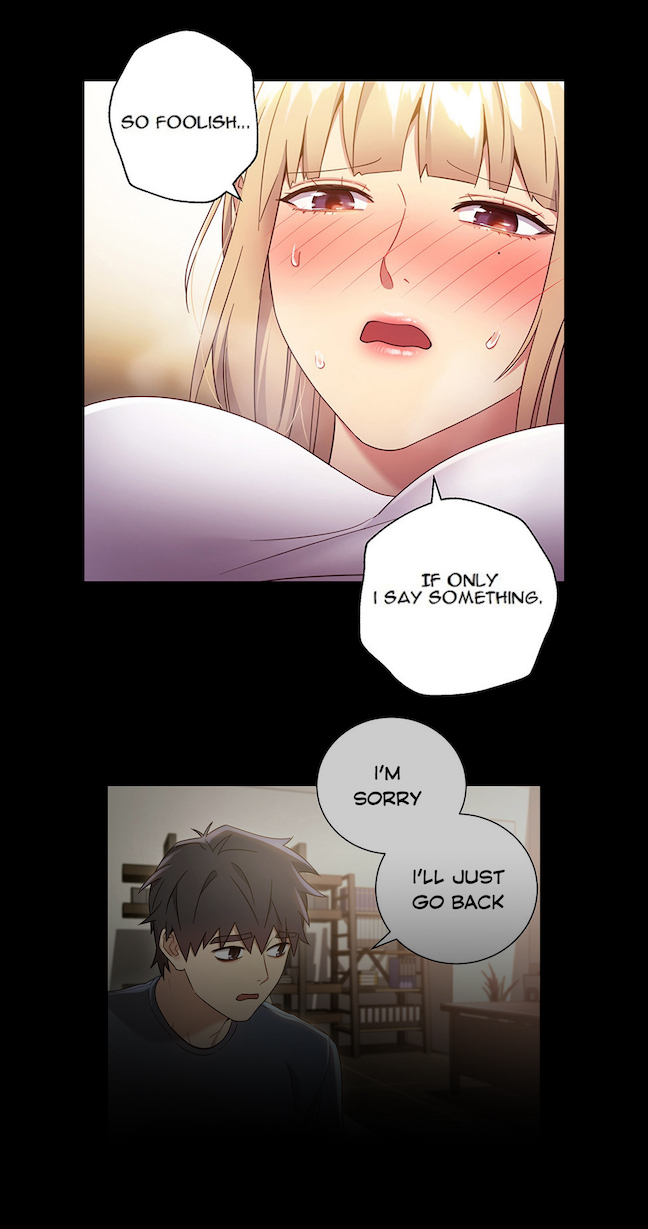 SO FOOLISH...
IF ONLY
I SAY SOMETHING.
I'M
SORRY
I'LL JUST
GO BACK